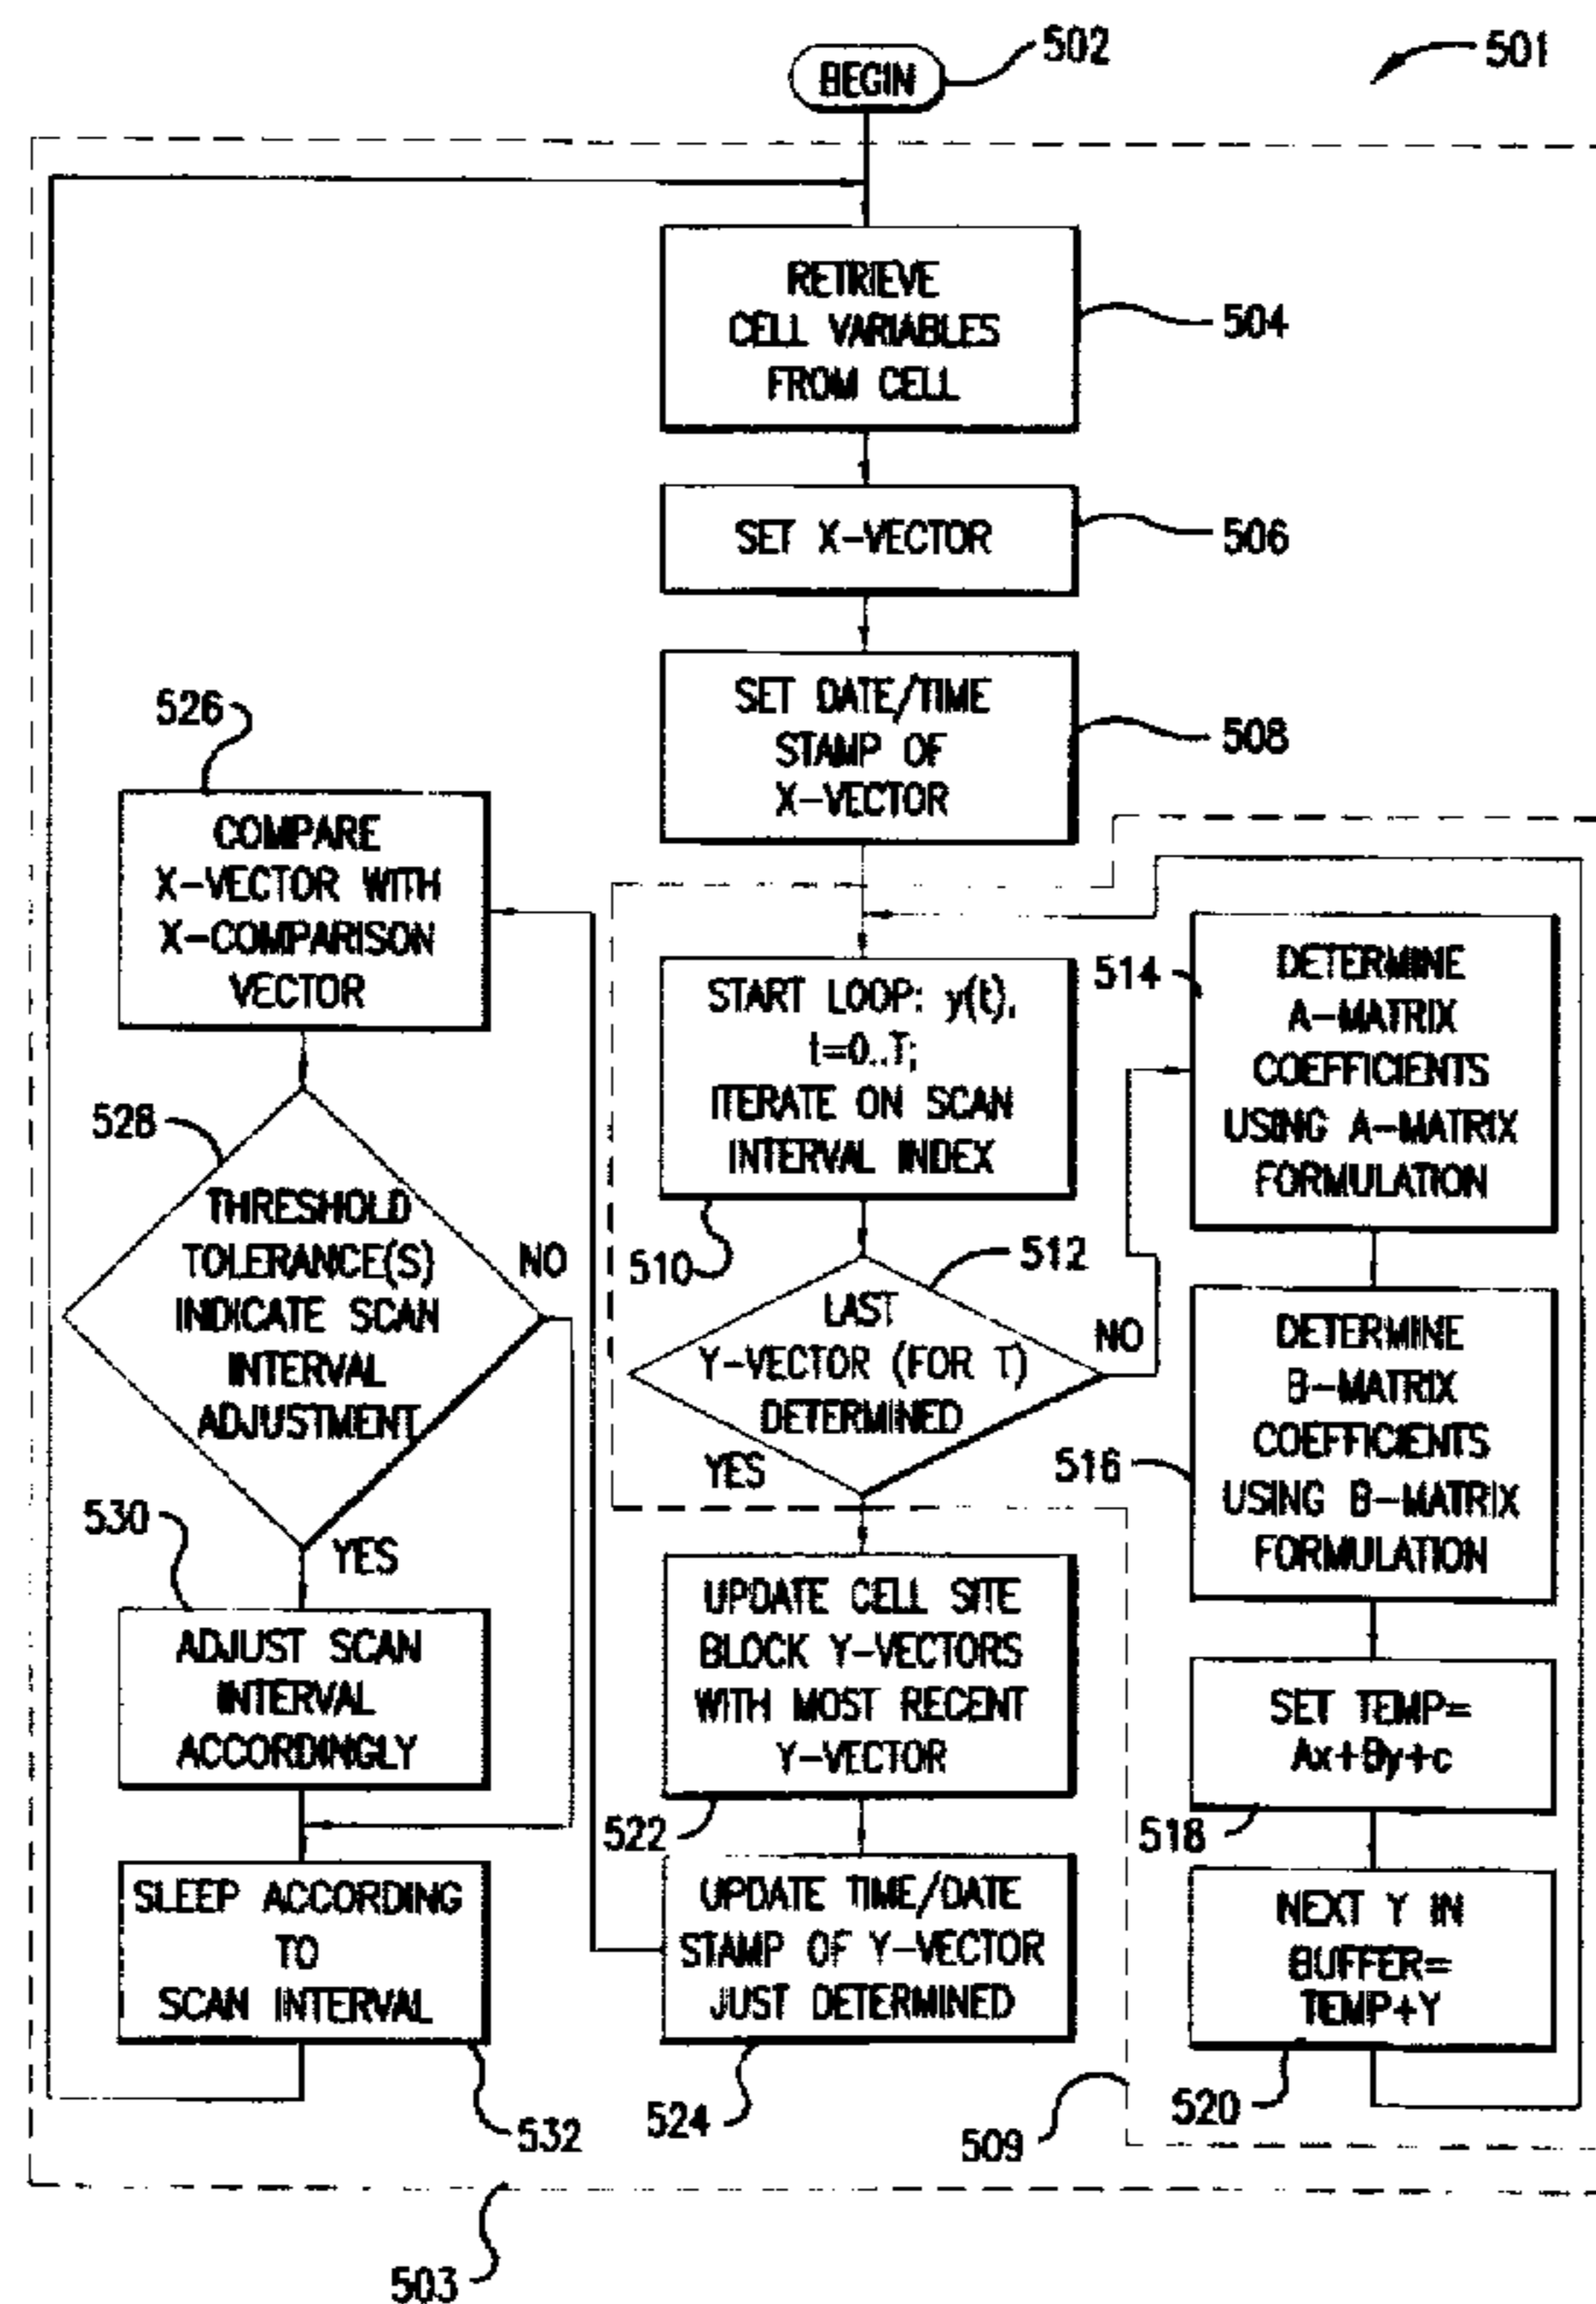 501
BEGIN
502
RETRIEVE
CELL VARIABLES
FROM CELL
504
SET X-VECTOR
506
SET DATE/TIME
STAMP OF
X-VECTOR
508
START LOOP: y(t),
t=0..T;
ITERATE ON SCAN
INTERVAL INDEX
510
LAST
Y-VECTOR (FOR T)
DETERMINED
512
NO
YES
DETERMINE
A-MATRIX
COEFFICIENTS
USING A-MATRIX
FORMULATION
514
DETERMINE
B-MATRIX
COEFFICIENTS
USING B-MATRIX
FORMULATION
516
SET TEMP=
Ax+By+c
518
NEXT Y IN
BUFFER=
TEMP+Y
520
509
UPDATE CELL SITE
BLOCK Y-VECTORS
WITH MOST RECENT
Y-VECTOR
522
UPDATE TIME/DATE
STAMP OF Y-VECTOR
JUST DETERMINED
524
526
COMPARE
X-VECTOR WITH
X-COMPARISON
VECTOR
528
THRESHOLD
TOLERANCE(S)
INDICATE SCAN
INTERVAL
ADJUSTMENT
NO
YES
530
ADJUST SCAN
INTERVAL
ACCORDINGLY
SLEEP ACCORDING
TO
SCAN INTERVAL
532
503